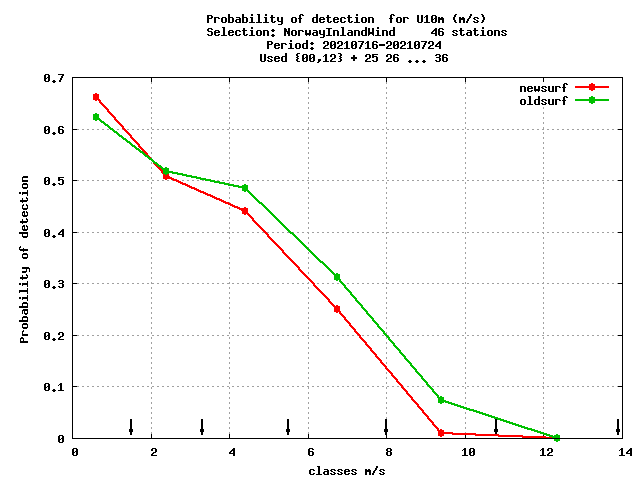 Probability of detection  for U10m (m/s)
Selection: NorwayInlandWind     46 stations
Period: 20210716-20210724
Used {00,12} + 25 26 ... 36
newsurf
oldsurf
0.7
0.6
0.5
0.4
0.3
0.2
0.1
0
Probability of detection
0 2 4 6 8 10 12 14
classes m/s